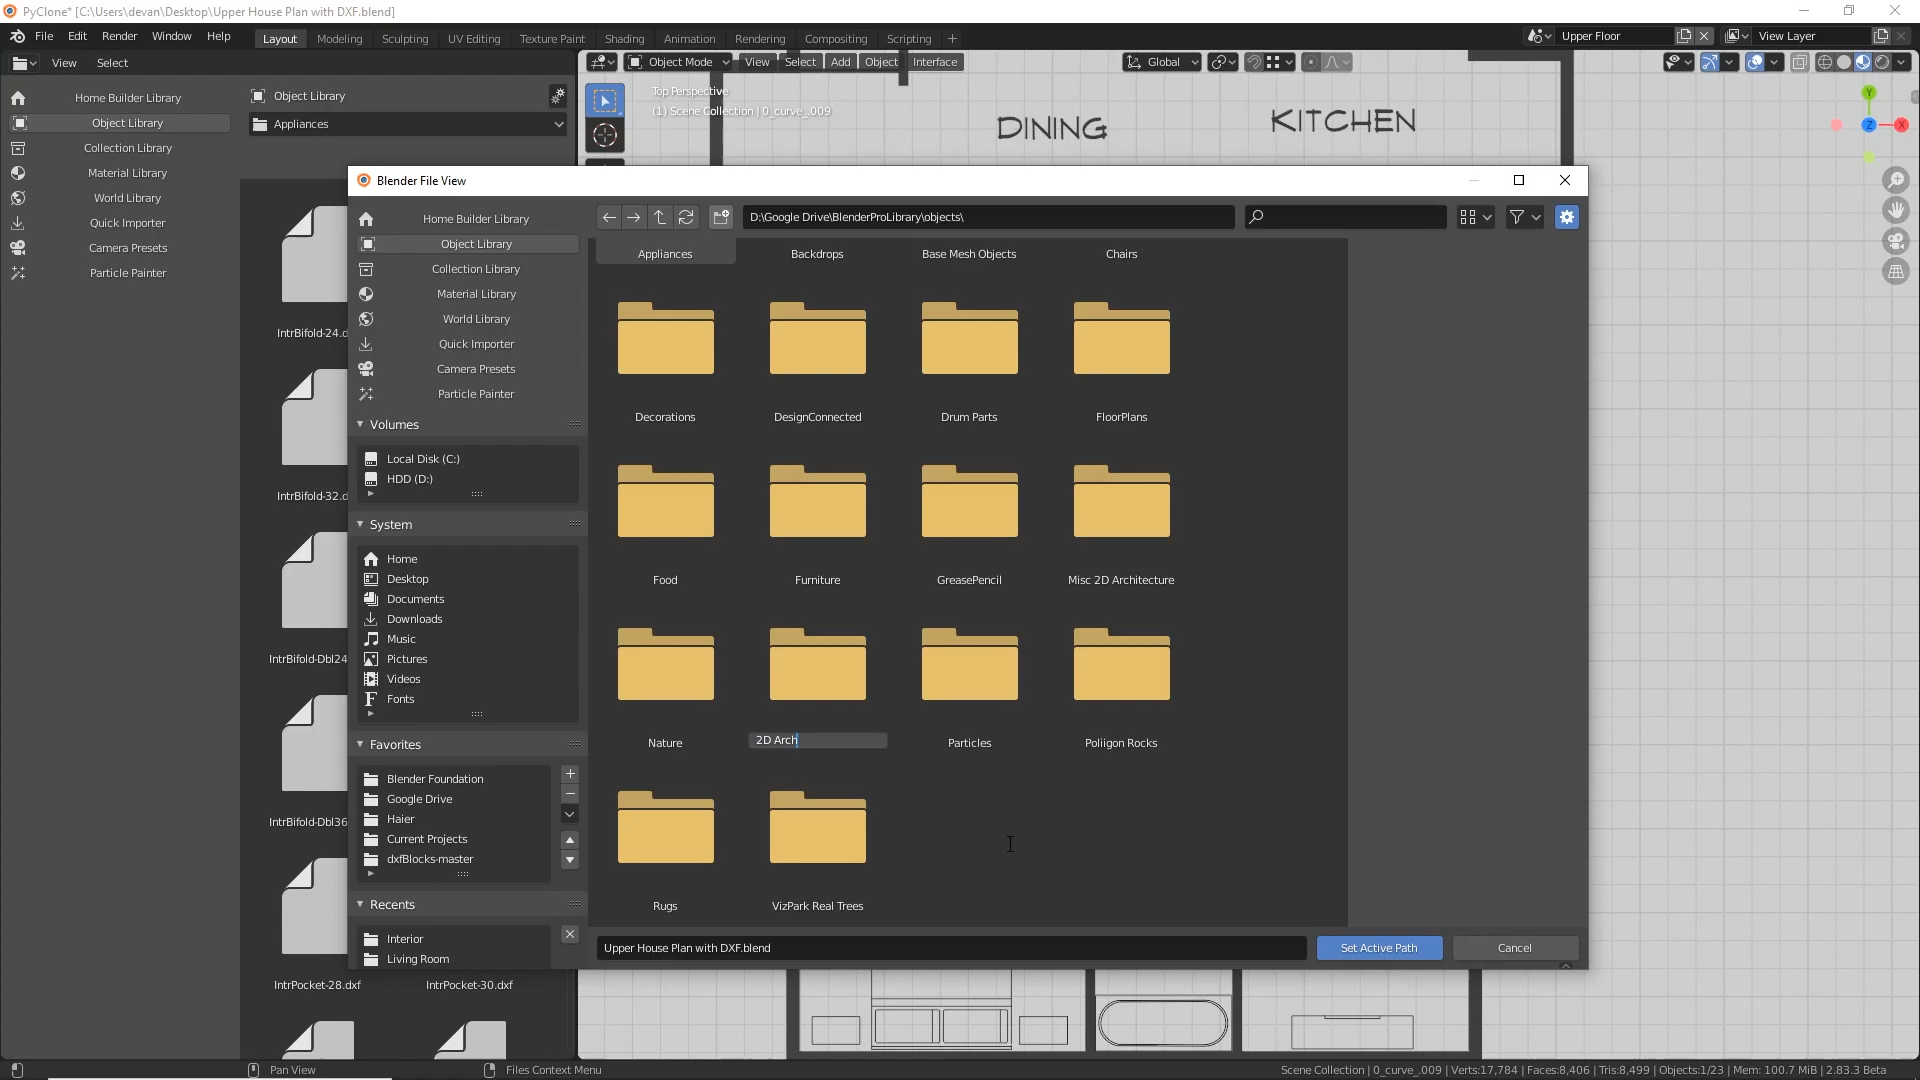 PyClone* [C:\Users\devan\Desktop\Upper House Plan with DXF.blend]
File Edit Render Window Help
Layout Modeling Sculpting UV Editing Texture Paint Shading Animation Rendering Compositing Scripting +
Upper Floor
View Layer
View Select
Object Mode View Select Add Object Interface
Global
Home Builder Library
Object Library
Collection Library
Material Library
World Library
Quick Importer
Camera Presets
Particle Painter
Object Library
Appliances
Top Perspective
(1) Scene Collection | 0_curve_.009
DINING
KITCHEN
Y
Z
X
IntrBifold-24.d
IntrBifold-32.d
IntrBifold-Dbl24
IntrBifold-Dbl36
IntrPocket-28.dxf
IntrPocket-30.dxf
Blender File View
Home Builder Library
Object Library
Collection Library
Material Library
World Library
Quick Importer
Camera Presets
Particle Painter
Volumes
Local Disk (C:)
HDD (D:)
System
Home
Desktop
Documents
Downloads
Music
Pictures
Videos
Fonts
Favorites
Blender Foundation
Google Drive
Haier
Current Projects
dxfBlocks-master
Recents
Interior
Living Room
D:\Google Drive\BlenderProLibrary\objects\
Appliances Backdrops Base Mesh Objects Chairs
Decorations DesignConnected Drum Parts FloorPlans
Food Furniture GreasePencil Misc 2D Architecture
Nature 2D Arch Particles Poliigon Rocks
Rugs VizPark Real Trees
Upper House Plan with DXF.blend
Set Active Path
Cancel
Pan View
Files Context Menu
Scene Collection | 0_curve_.009 | Verts:17,784 | Faces:8,406 | Tris:8,499 | Objects:1/23 | Mem: 100.7 MiB | 2.83.3 Beta